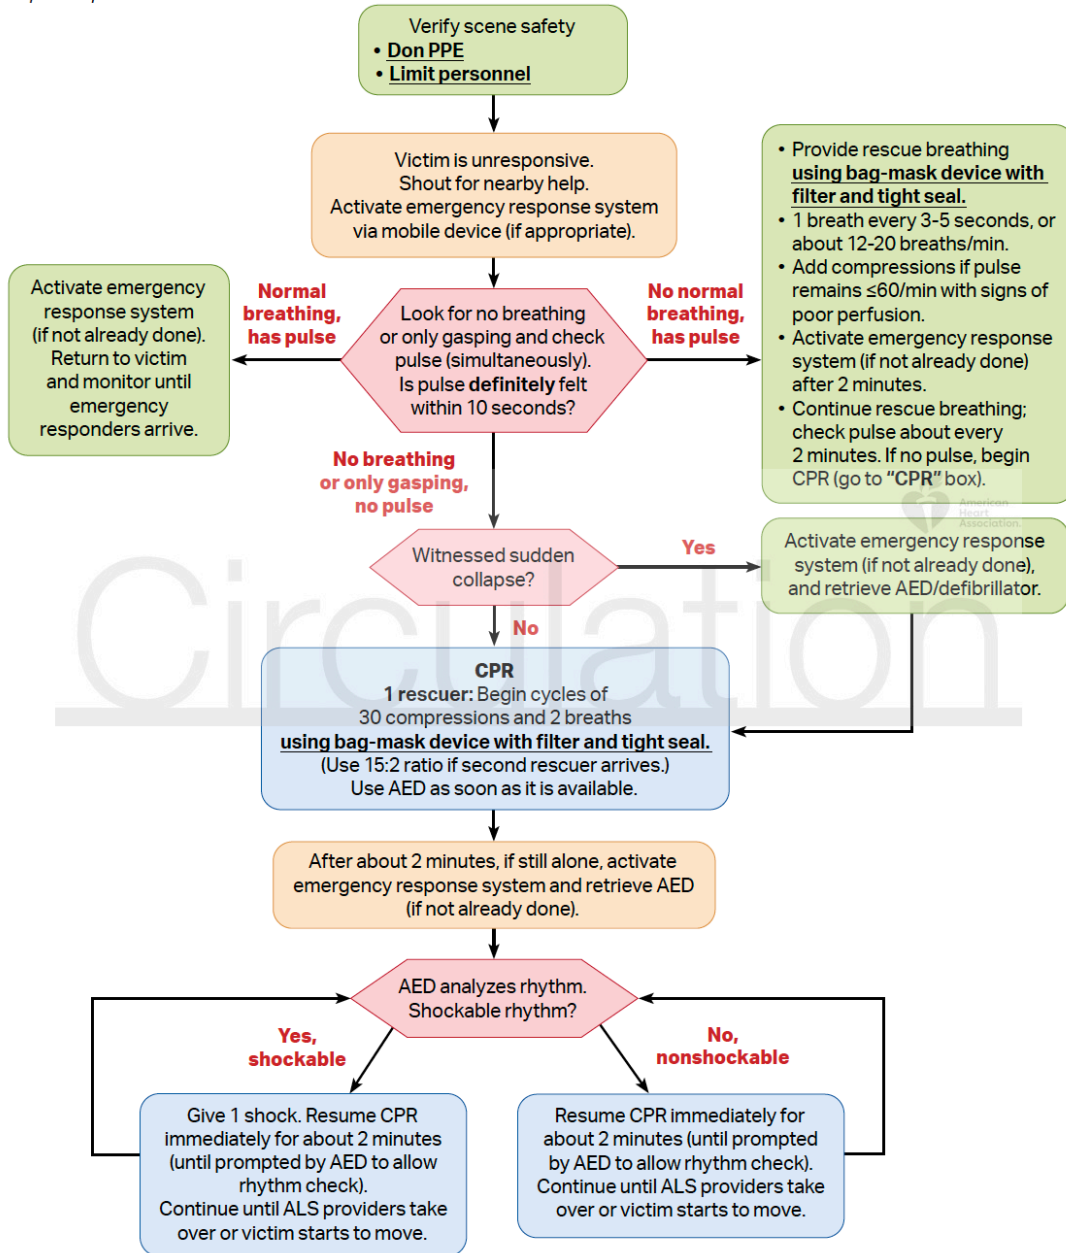 Verify scene safety
• Don PPE
• Limit personnel
Victim is unresponsive.
Shout for nearby help.
Activate emergency response system
via mobile device (if appropriate).
• Provide rescue breathing
using bag-mask device with
filter and tight seal.
• 1 breath every 3-5 seconds, or
about 12-20 breaths/min.
• Add compressions if pulse
remains ≤60/min with signs of
poor perfusion.
• Activate emergency response
system (if not already done)
after 2 minutes.
• Continue rescue breathing;
check pulse about every
2 minutes. If no pulse, begin
CPR (go to “CPR” box).
Activate emergency
response system
(if not already done).
Return to victim
and monitor until
emergency
responders arrive.
Normal
breathing,
has pulse
Look for no breathing
or only gasping and check
pulse (simultaneously).
Is pulse definitely felt
within 10 seconds?
No normal
breathing,
has pulse
No breathing
or only gasping,
no pulse
American
Heart
Association.
Witnessed sudden
collapse?
Yes
Activate emergency response
system (if not already done),
and retrieve AED/defibrillator.
Circulation
No
CPR
1 rescuer: Begin cycles of
30 compressions and 2 breaths
using bag-mask device with filter and tight seal.
(Use 15:2 ratio if second rescuer arrives.)
Use AED as soon as it is available.
After about 2 minutes, if still alone, activate
emergency response system and retrieve AED
(if not already done).
AED analyzes rhythm.
Shockable rhythm?
Yes,
shockable
No,
nonshockable
Give 1 shock. Resume CPR
immediately for about 2 minutes
(until prompted by AED to allow
rhythm check).
Continue until ALS providers take
over or victim starts to move.
Resume CPR immediately for
about 2 minutes (until prompted
by AED to allow rhythm check).
Continue until ALS providers take
over or victim starts to move.